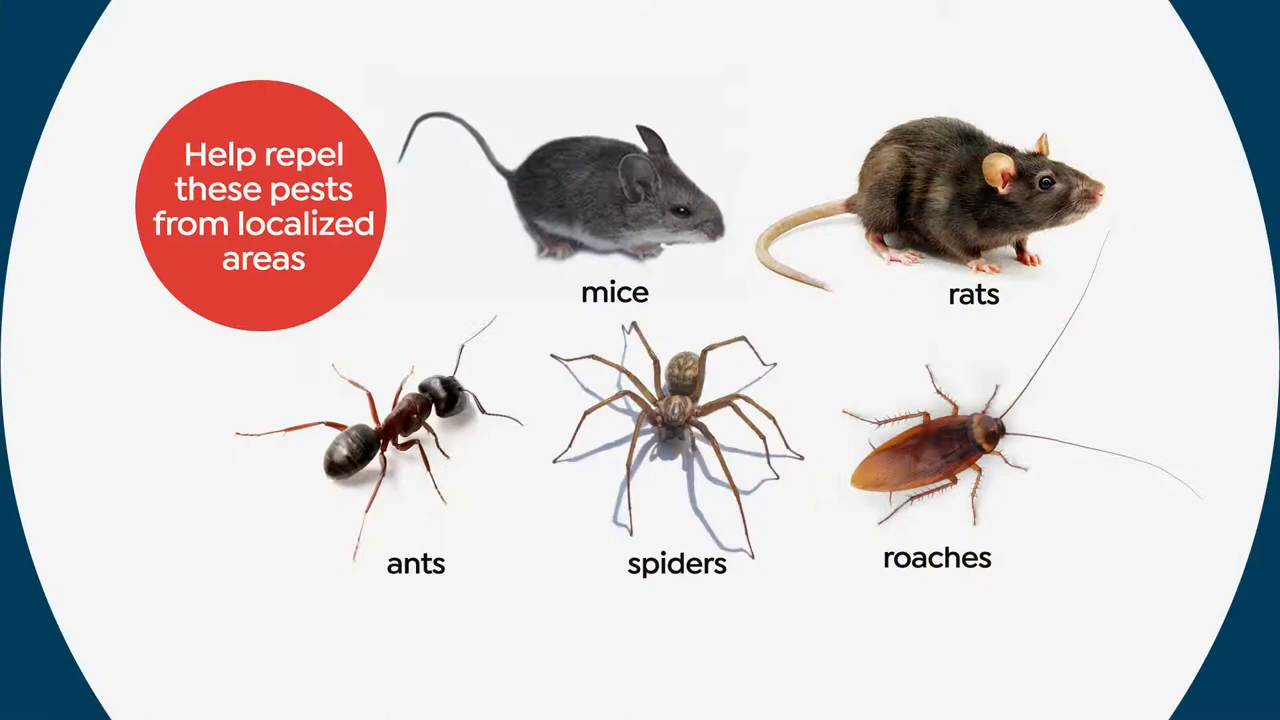 Help repel
these pests
from localized
areas
mice
rats
ants
spiders
roaches